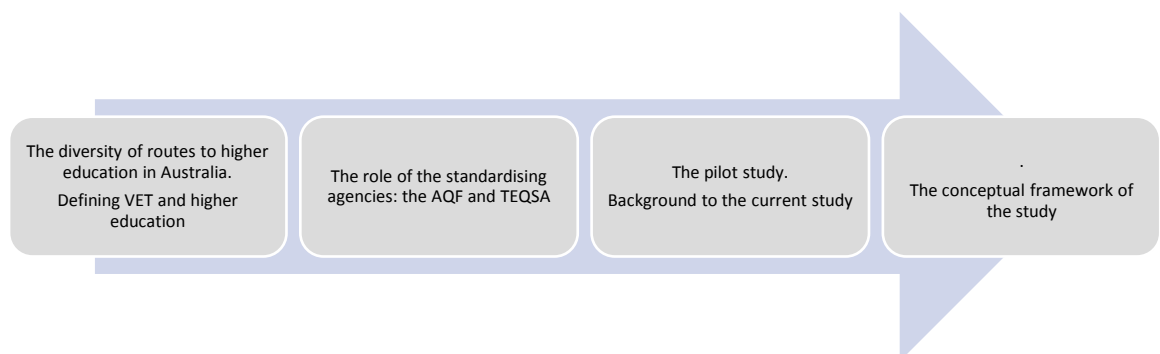 The diversity of routes to higher
education in Australia.
Defining VET and higher
education
The role of the standardising
agencies: the AQF and TEQSA
The pilot study.
Background to the current study
.
The conceptual framework of
the study